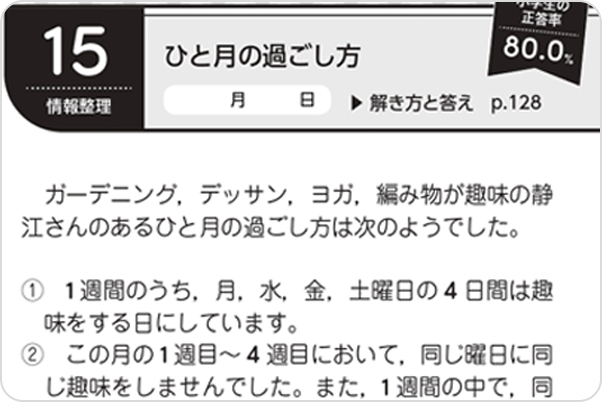 15
情報整理
ひと月の過ごし方
月 日
▶ 解き方と答え p.128
正答率
80.0%
ガーデニング，デッサン，ヨガ，編み物が趣味の静
江さんのあるひと月の過ごし方は次のようでした。
① 1週間のうち，月，水，金，土曜日の4日間は趣
味をする日にしています。
② この月の1週目～4週目において，同じ曜日に同
じ趣味をしませんでした。また，1週間の中で，同